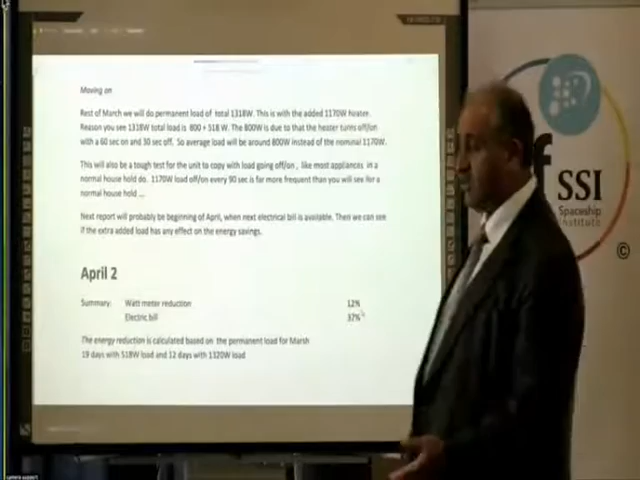 Moving on
Rest of March we will do permanent load of total 1318W. This is with the added 1170W heater.
Reason you see 1318W total load is 800 + 518 W. The 800W is due to that the heater turns off/on
with a 60 sec on and 30 sec off. So average load will be around 800W instead of the nominal 1170W.
This will also be a tough test for the unit to copy with load going off/on , like most appliances in a
normal house hold do. 1170W load off/on every 90 sec is far more frequent than you will see for a
normal house hold ...
Next report will probably be beginning of April, when next electrical bill is available. Then we can see
if the extra added load has any effect on the energy savings.
April 2
Summary: Watt meter reduction 12%
Electric bill 37%
The energy reduction is calculated based on the permanent load for Marsh
19 days with 518W load and 12 days with 1320W load
f
SSI
Spaceship
Institute
©